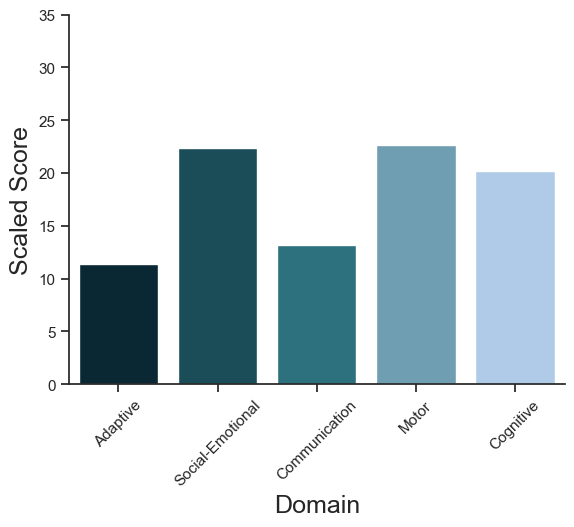 35
30
25
20
15
10
5
0
Scaled Score
Adaptive
Social-Emotional
Communication
Motor
Cognitive
Domain